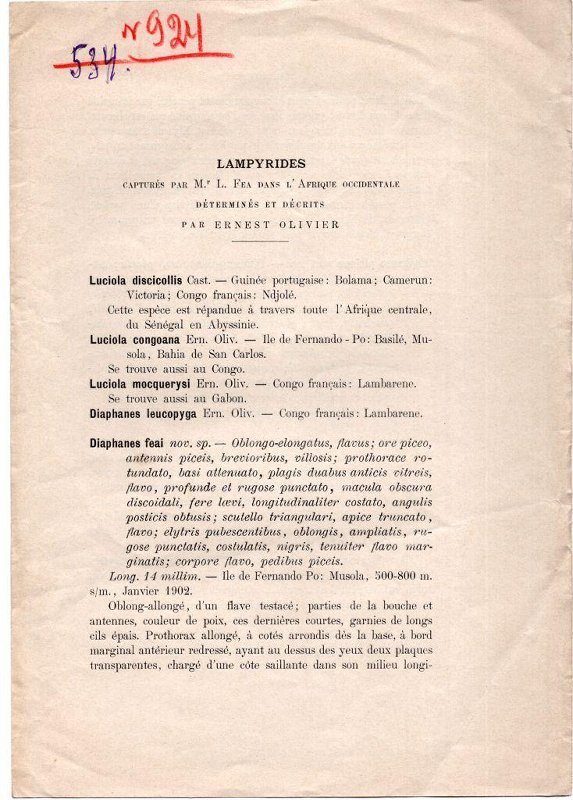 N 924
534.
LAMPYRIDES
CAPTURÉS PAR M.r L. FEA DANS L'AFRIQUE OCCIDENTALE
DÉTERMINÉS ET DÉCRITS
PAR ERNEST OLIVIER
Luciola discicollis Cast. — Guinée portugaise: Bolama; Camerun:
Victoria; Congo français: Ndjolé.
Cette espèce est répandue à travers toute l'Afrique centrale,
du Sénégal en Abyssinie.
Luciola congoana Ern. Oliv. — Ile de Fernando-Po: Basilé, Mu-
sola, Bahia de San Carlos.
Se trouve aussi au Congo.
Luciola mocquerysi Ern. Oliv. — Congo français: Lambarene.
Se trouve aussi au Gabon.
Diaphanes leucopyga Ern. Oliv. — Congo français: Lambarene.
Diaphanes feai nov. sp. — Oblongo-elongatus, flavus; ore piceo,
antennis piceis, brevioribus, villosis; prothorace ro-
tundato, basi attenuato, plagis duabus anticis vitreis,
flavo, profunde et rugose punctato, macula obscura
discoidali, fere lævi, longitudinaliter costato, angulis
posticis obtusis; scutello triangulari, apice truncato,
flavo; elytris pubescentibus, oblongis, ampliatis, ru-
gose punctatis, costulatis, nigris, tenuiter flavo mar-
ginatis; corpore flavo, pedibus piceis.
Long. 14 millim. — Ile de Fernando Po: Musola, 500-800 m.
s/m., Janvier 1902.
Oblong-allongé, d'un flave testacé; parties de la bouche et
antennes, couleur de poix, ces dernières courtes, garnies de longs
cils épais. Prothorax allongé, à cotés arrondis dès la base, à bord
marginal antérieur redressé, ayant au dessus des yeux deux plaques
transparentes, chargé d'une côte saillante dans son milieu longi-